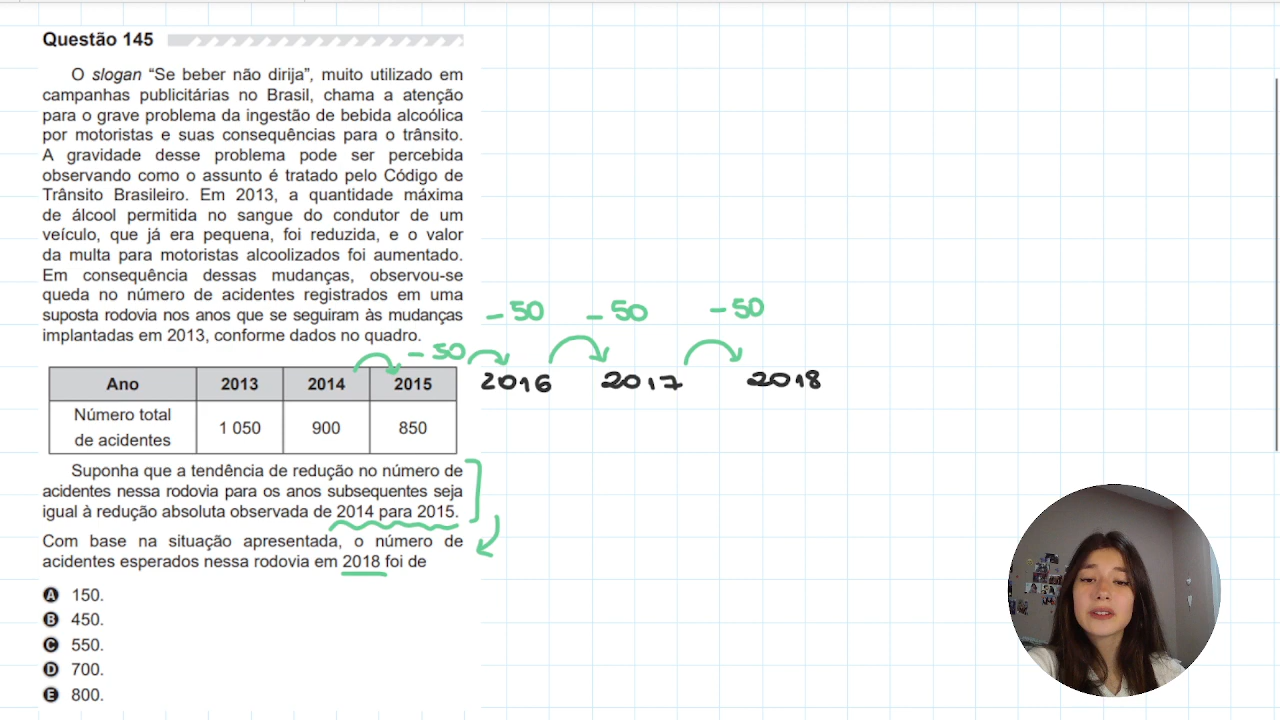 Questão 145
O slogan “Se beber não dirija”, muito utilizado em
campanhas publicitárias no Brasil, chama a atenção
para o grave problema da ingestão de bebida alcoólica
por motoristas e suas consequências para o trânsito.
A gravidade desse problema pode ser percebida
observando como o assunto é tratado pelo Código de
Trânsito Brasileiro. Em 2013, a quantidade máxima
de álcool permitida no sangue do condutor de um
veículo, que já era pequena, foi reduzida, e o valor
da multa para motoristas alcoolizados foi aumentado.
Em consequência dessas mudanças, observou-se
queda no número de acidentes registrados em uma
suposta rodovia nos anos que se seguiram às mudanças
implantadas em 2013, conforme dados no quadro.
-50 -50 -50 -50
Ano 2013 2014 2015 2016 2017 2018
Número total
de acidentes 1 050 900 850
Suponha que a tendência de redução no número de
acidentes nessa rodovia para os anos subsequentes seja
igual à redução absoluta observada de 2014 para 2015.
Com base na situação apresentada, o número de
acidentes esperados nessa rodovia em 2018 foi de
A 150.
B 450.
C 550.
D 700.
E 800.